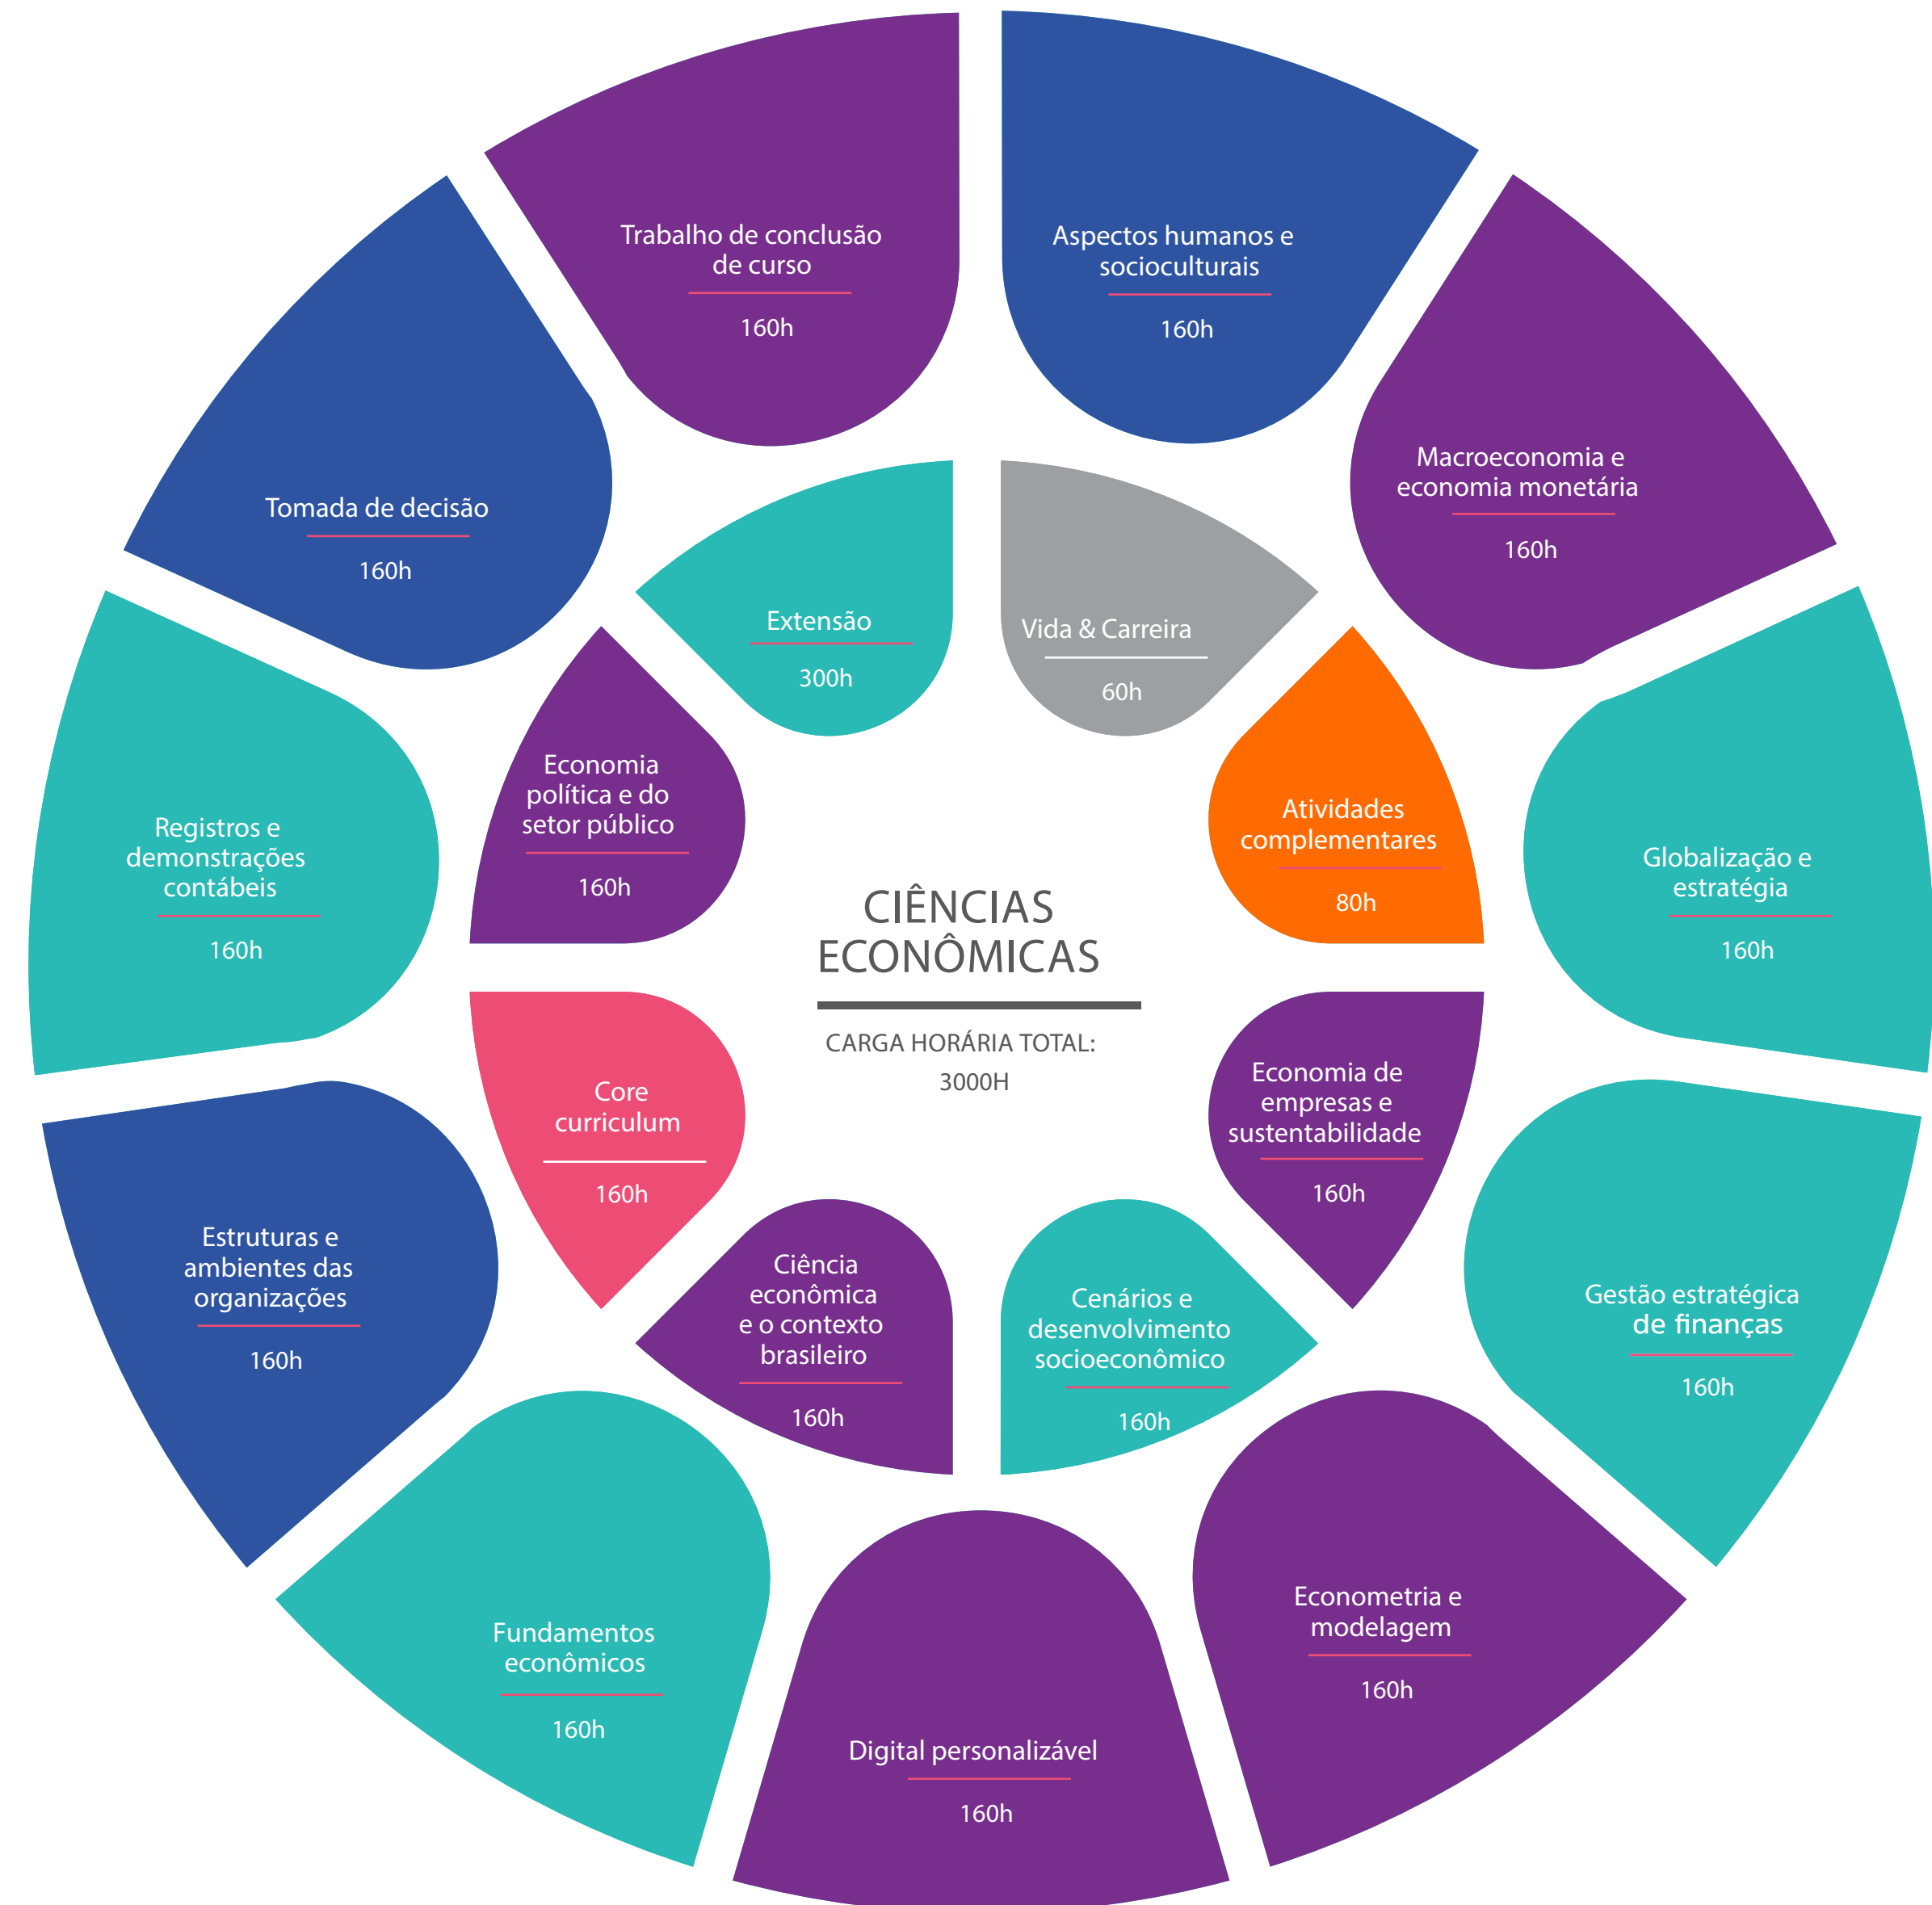 Trabalho de conclusão
de curso
160h
Aspectos humanos e
socioculturais
160h
Macroeconomia e
economia monetária
160h
Globalização e
estratégia
160h
Gestão estratégica
de finanças
160h
Econometria e
modelagem
160h
Digital personalizável
160h
Fundamentos
econômicos
160h
Estruturas e
ambientes das
organizações
160h
Registros e
demonstrações
contábeis
160h
Tomada de decisão
160h
Extensão
300h
Vida & Carreira
60h
Atividades
complementares
80h
Economia de
empresas e
sustentabilidade
160h
Cenários e
desenvolvimento
socioeconômico
160h
Ciência
econômica
e o contexto
brasileiro
160h
Core
curriculum
160h
Economia
política e do
setor público
160h
CIÊNCIAS
ECONÔMICAS
CARGA HORÁRIA TOTAL:
3000H